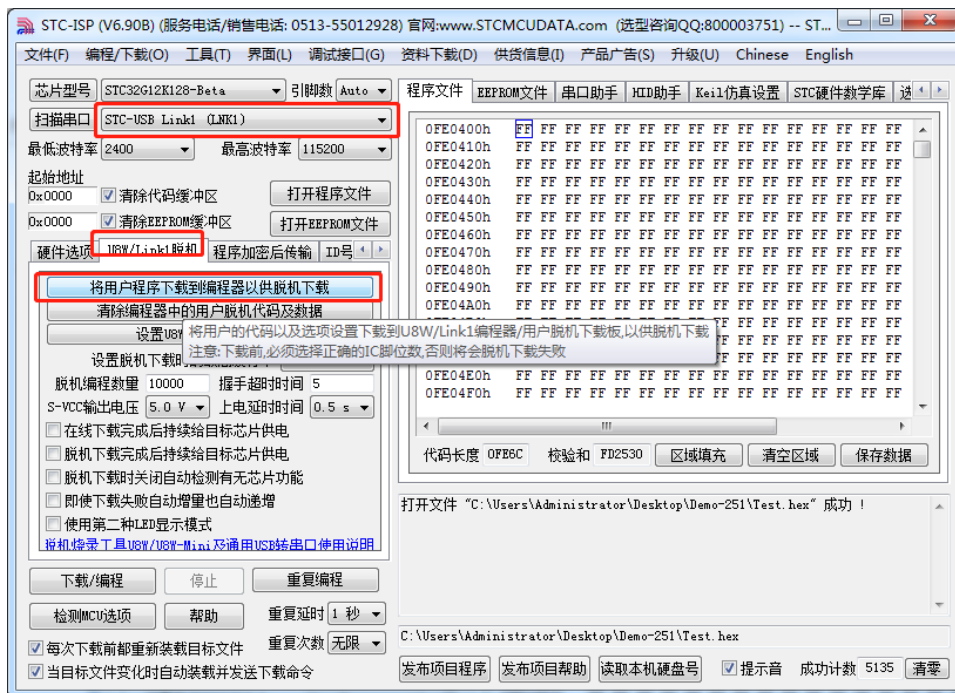 STC-ISP (V6.90B) (服务电话/销售电话: 0513-55012928) 官网:www.STCMCUDATA.com (选型咨询QQ:800003751) -- ST...
文件(F) 编程/下载(O) 工具(T) 界面(L) 调试接口(G) 资料下载(D) 供货信息(I) 产品广告(S) 升级(U) Chinese English
芯片型号 STC32G12K128-Beta 引脚数 Auto
扫描串口 STC-USB Link1 (LNK1)
最低波特率 2400 最高波特率 115200
起始地址
0x0000 清除代码缓冲区 打开程序文件
0x0000 清除EEPROM缓冲区 打开EEPROM文件
硬件选项 U8W/Link1脱机 程序加密后传输 ID号
将用户程序下载到编程器以供脱机下载
清除编程器中的用户脱机代码及数据
设置U8W
设置脱机下载时
将用户的代码以及选项设置下载到U8W/Link1编程器/用户脱机下载板,以供脱机下载
注意:下载前,必须选择正确的IC脚位数,否则将会脱机下载失败
脱机编程数量 10000 握手超时时间 5
S-VCC输出电压 5.0 V 上电延时时间 0.5 s
在线下载完成后持续给目标芯片供电
脱机下载完成后持续给目标芯片供电
脱机下载时关闭自动检测有无芯片功能
即使下载失败自动增量也自动递增
使用第二种LED显示模式
脱机烧录工具U8W/U8W-Mini及通用USB转串口使用说明
下载/编程 停止 重复编程
检测MCU选项 帮助 重复延时 1 秒
每次下载前都重新装载目标文件 重复次数 无限
当目标文件变化时自动装载并发送下载命令
程序文件 EEPROM文件 串口助手 HID助手 Keil仿真设置 STC硬件数学库 选
0FE0400h FF FF FF FF FF FF FF FF FF FF FF FF FF FF FF FF
0FE0410h FF FF FF FF FF FF FF FF FF FF FF FF FF FF FF FF
0FE0420h FF FF FF FF FF FF FF FF FF FF FF FF FF FF FF FF
0FE0430h FF FF FF FF FF FF FF FF FF FF FF FF FF FF FF FF
0FE0440h FF FF FF FF FF FF FF FF FF FF FF FF FF FF FF FF
0FE0450h FF FF FF FF FF FF FF FF FF FF FF FF FF FF FF FF
0FE0460h FF FF FF FF FF FF FF FF FF FF FF FF FF FF FF FF
0FE0470h FF FF FF FF FF FF FF FF FF FF FF FF FF FF FF FF
0FE0480h FF FF FF FF FF FF FF FF FF FF FF FF FF FF FF FF
0FE0490h FF FF FF FF FF FF FF FF FF FF FF FF FF FF FF FF
0FE04A0h FF FF FF FF FF FF FF FF FF FF FF FF FF FF FF FF
0FE04E0h FF FF FF FF FF FF FF FF FF FF FF FF FF FF FF FF
0FE04F0h FF FF FF FF FF FF FF FF FF FF FF FF FF FF FF FF
代码长度 0FE6C 校验和 FD2530 区域填充 清空区域 保存数据
打开文件 "C:\Users\Administrator\Desktop\Demo-251\Test.hex" 成功 !
C:\Users\Administrator\Desktop\Demo-251\Test.hex
发布项目程序 发布项目帮助 读取本机硬盘号 提示音 成功计数 5135 清零